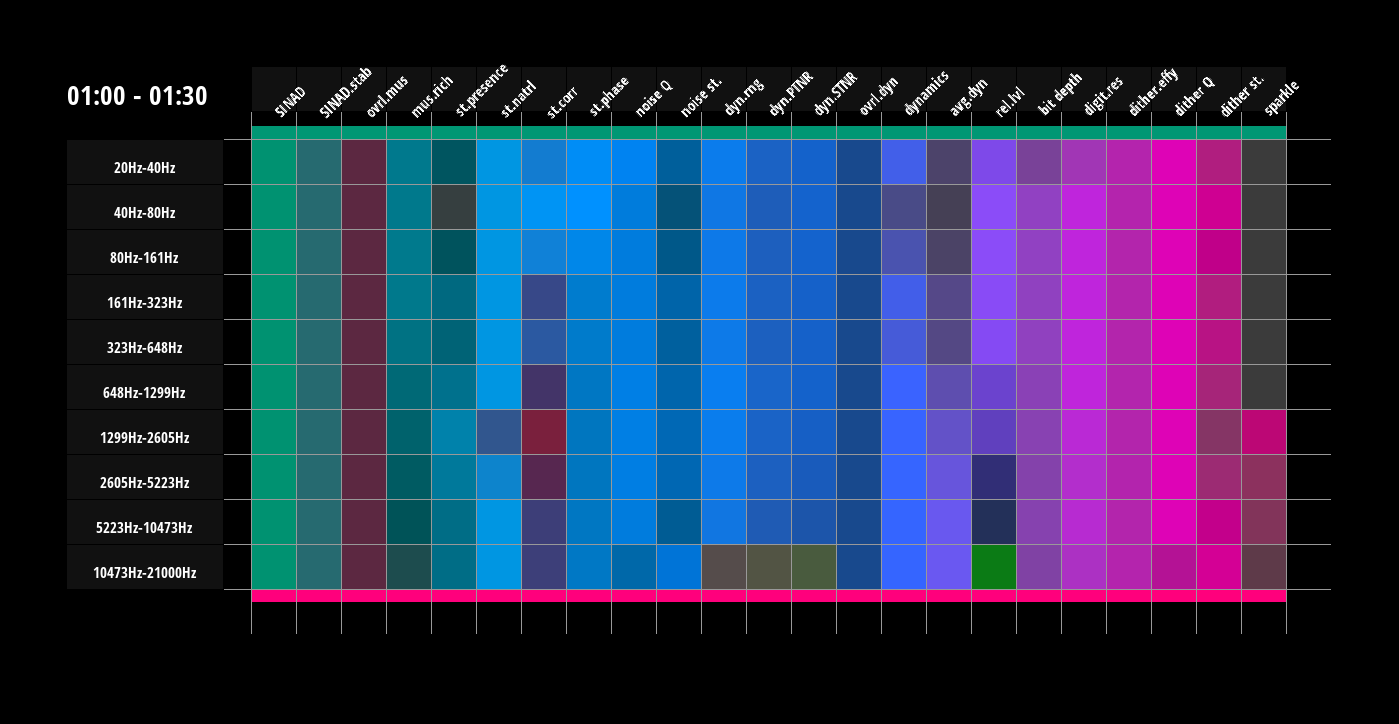 01:00 - 01:30
SINAD
SINAD.stab
ovrl.mus
mus.rich
st.presence
st.natrl
st.corr
st.phase
noise Q
noise st.
dyn.rng
dyn.PTNR
dyn.STNR
ovrl.dyn
dynamics
avg.dyn
rel.lvl
bit depth
digit.res
dither.effy
dither Q
dither st.
sparkle
20Hz-40Hz
40Hz-80Hz
80Hz-161Hz
161Hz-323Hz
323Hz-648Hz
648Hz-1299Hz
1299Hz-2605Hz
2605Hz-5223Hz
5223Hz-10473Hz
10473Hz-21000Hz